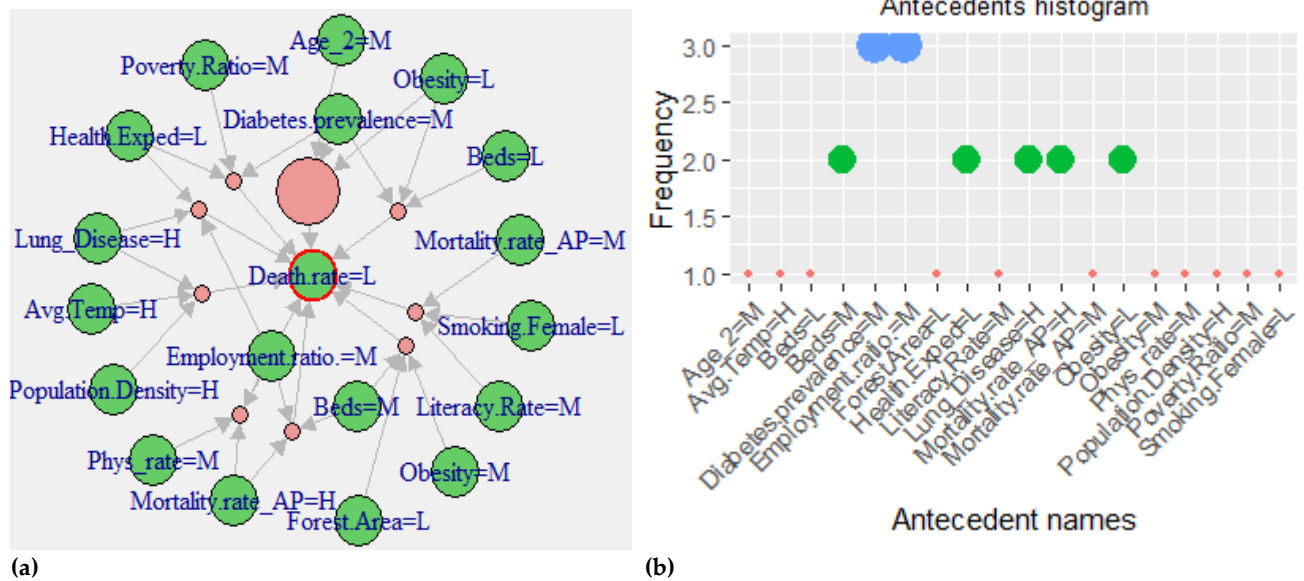 Age_2=M
Poverty.Ratio=M
Obesity=L
Health.Exped=L
Diabetes.prevalence=M
Beds=L
Lung_Disease=H
Mortality.rate_AP=M
Death.rate=L
Avg.Temp=H
Smoking.Female=L
Employment.ratio.=M
Population.Density=H
Beds=M
Literacy.Rate=M
Phys_rate=M
Obesity=M
Mortality.rate_AP=H
Forest.Area=L
(a)
Antecedents histogram
Frequency
3.0
2.5
2.0
1.5
1.0
Age_2=M
Avg.Temp=H
Beds=L
Beds=M
Diabetes.prevalence=M
Employment.ratio.=M
Forest.Area=L
Health.Exped=L
Literacy.Rate=M
Lung_Disease=H
Mortality.rate_AP=H
Mortality.rate_AP=M
Obesity=L
Obesity=M
Phys_rate=M
Population.Density=H
Poverty.Ratio=M
Smoking.Female=L
Antecedent names
(b)